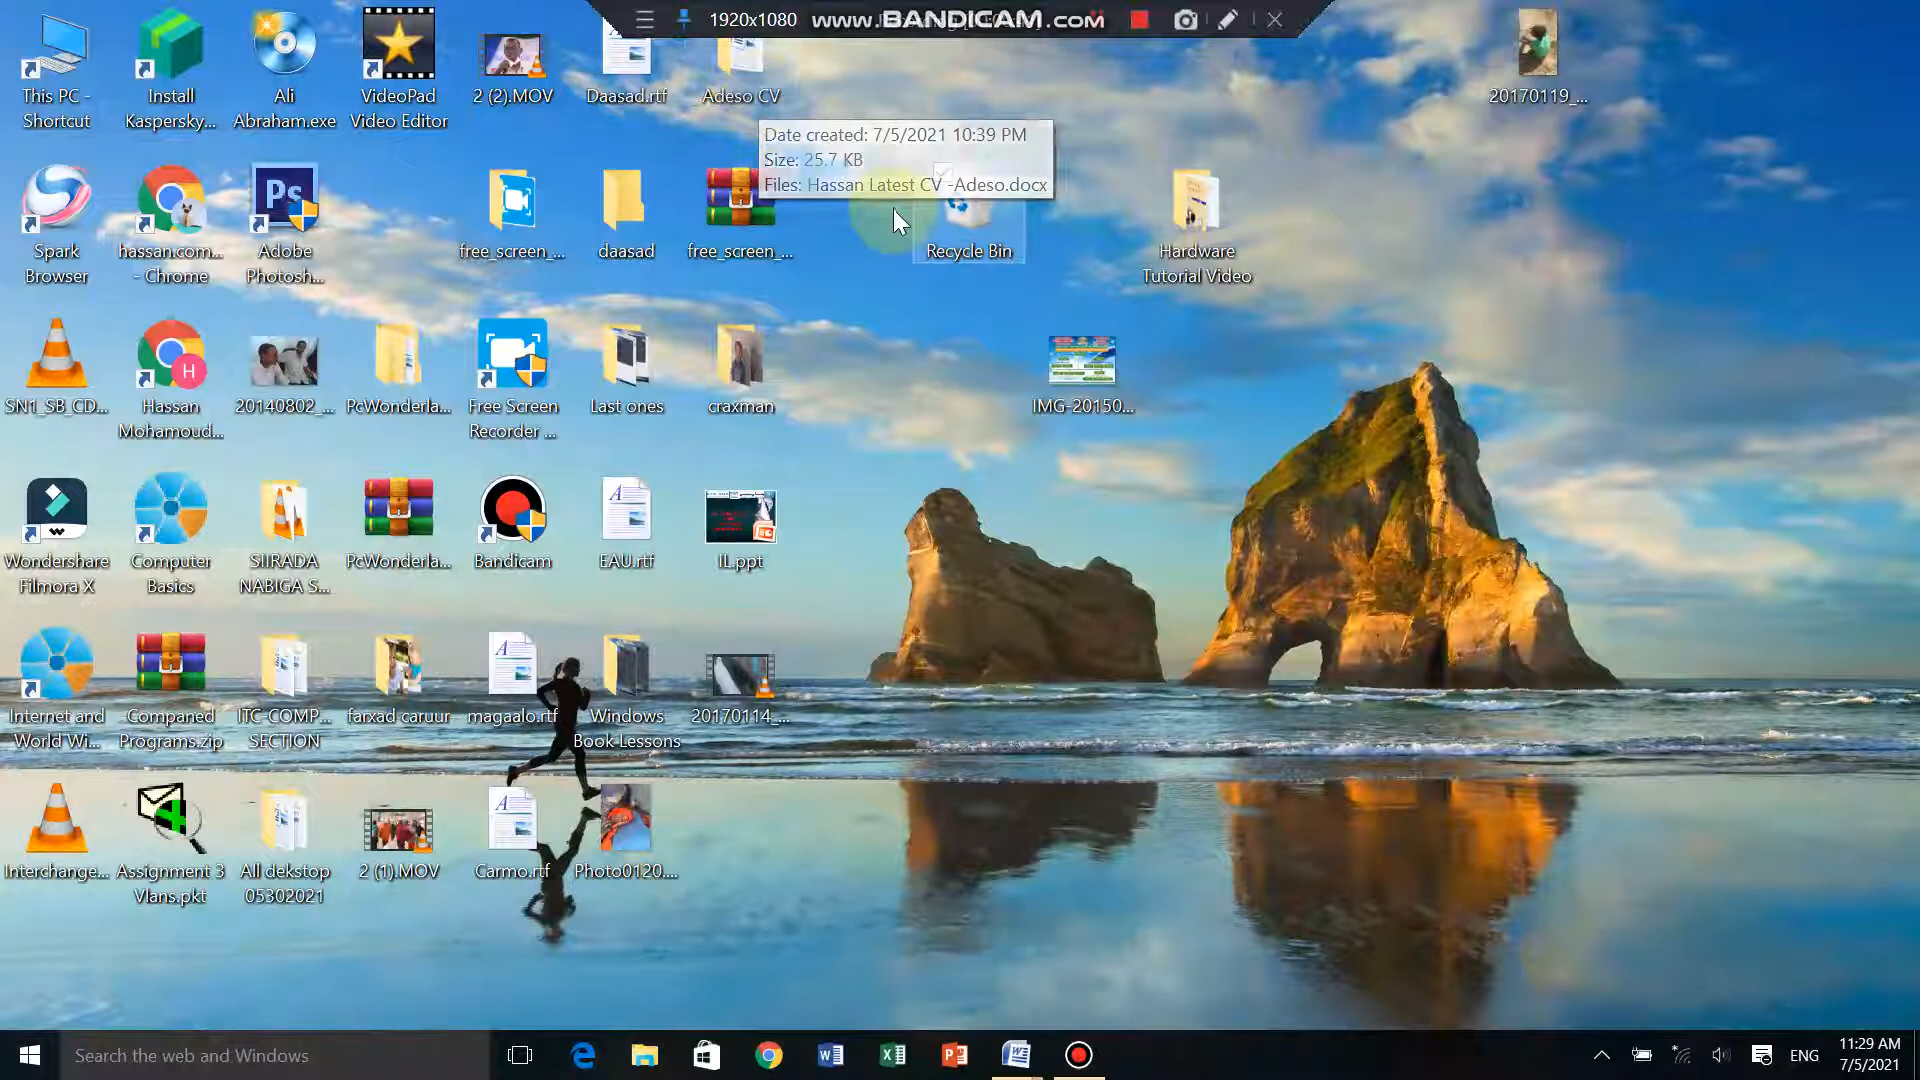 1920x1080
www.BANDICAM.com
This PC -
Shortcut
Install
Kaspersky...
Ali
Abraham.exe
VideoPad
Video Editor
2 (2).MOV
Daasad.rtf
Adeso CV
20170119_...
Date created: 7/5/2021 10:39 PM
Size: 25.7 KB
Files: Hassan Latest CV -Adeso.docx
Spark
Browser
hassan.com...
- Chrome
Ps
Adobe
Photosh...
free_screen_...
daasad
free_screen_...
Recycle Bin
Hardware
Tutorial Video
SN1_SB_CD...
H
Hassan
Mohamoud...
20140802_...
PcWonderla...
Free Screen
Recorder ...
Last ones
craxman
IMG-20150...
Wondershare
Filmora X
Computer
Basics
SIIRADA
NABIGA S...
PcWonderla...
Bandicam
EAU.rtf
IL.ppt
Internet and
World Wi...
Companed
Programs.zip
ITC-COMP...
SECTION
farxad caruur
magaalo.rtf
Windows
Book Lessons
20170114_...
Interchange...
Assignment 3
Vlans.pkt
All dekstop
05302021
2 (1).MOV
Carmo.rtf
Photo0120....
Search the web and Windows
ENG
11:29 AM
7/5/2021